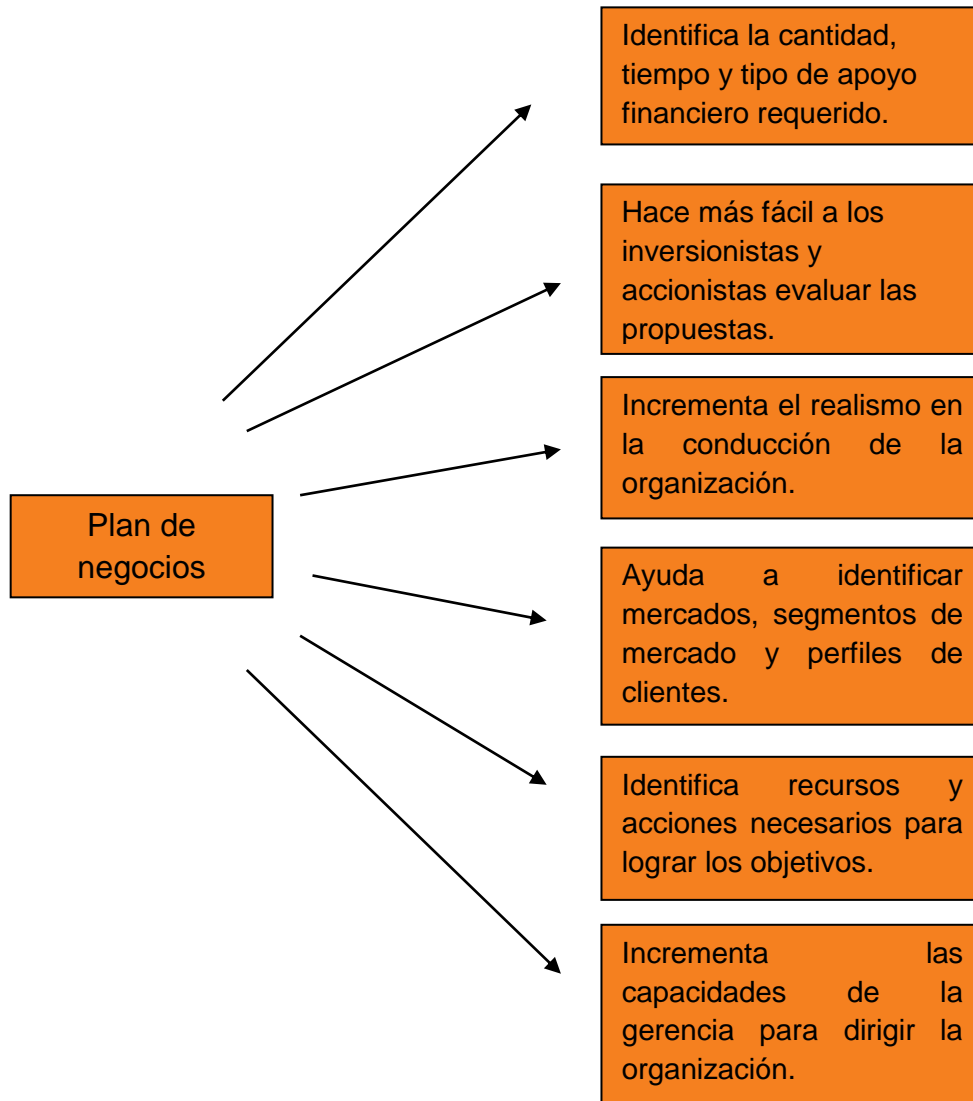 Identifica la cantidad,
tiempo y tipo de apoyo
financiero requerido.
Hace más fácil a los
inversionistas y
accionistas evaluar las
propuestas.
Incrementa el realismo en
la conducción de la
organización.
Plan de
negocios
Ayuda a identificar
mercados, segmentos de
mercado y perfiles de
clientes.
Identifica recursos y
acciones necesarios para
lograr los objetivos.
Incrementa las
capacidades de la
gerencia para dirigir la
organización.